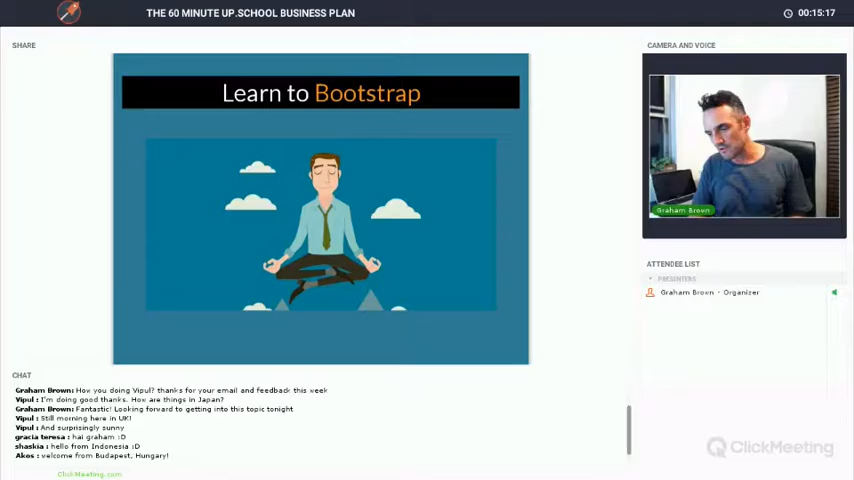 THE 60 MINUTE UP.SCHOOL BUSINESS PLAN
00:15:17
SHARE
CAMERA AND VOICE
Learn to Bootstrap
Graham Brown
ATTENDEE LIST
PRESENTERS
Graham Brown - Organizer
CHAT
Graham Brown: How you doing Vipul? thanks for your email and feedback this week
Vipul : I'm doing good thanks. How are things in Japan?
Graham Brown: Fantastic! Looking forward to getting into this topic tonight
Vipul : Still morning here in UK!
Vipul : And surprisingly sunny
gracia teresa : hai graham :D
shaskia : hello from Indonesia :D
Akos : welcome from Budapest, Hungary!
ClickMeeting.com
ClickMeeting